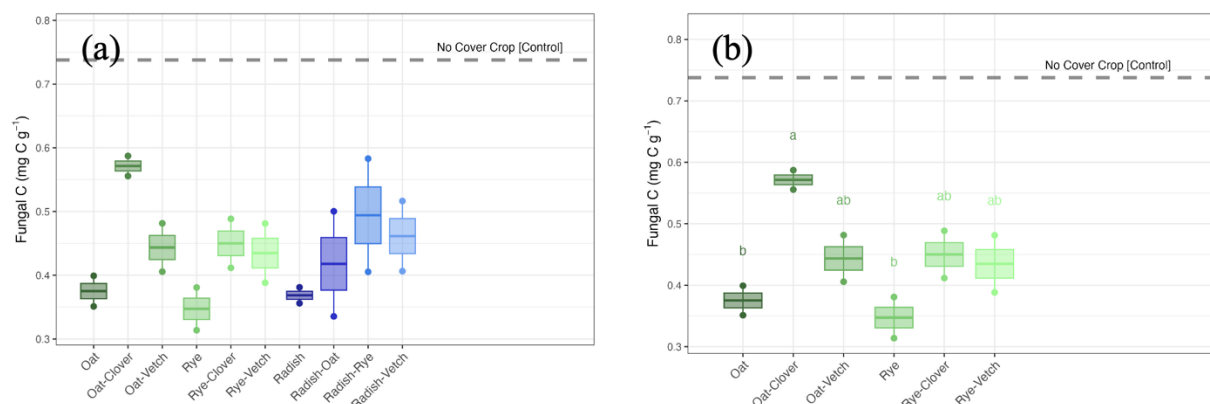 (a)
No Cover Crop [Control]
Fungal C (mg C g⁻¹)
0.8
0.7
0.6
0.5
0.4
0.3
Oat
Oat-Clover
Oat-Vetch
Rye
Rye-Clover
Rye-Vetch
Radish
Radish-Oat
Radish-Rye
Radish-Vetch
(b)
No Cover Crop [Control]
Fungal C (mg C g⁻¹)
0.8
0.7
0.6
0.5
0.4
0.3
b
a
ab
b
ab
ab
Oat
Oat-Clover
Oat-Vetch
Rye
Rye-Clover
Rye-Vetch